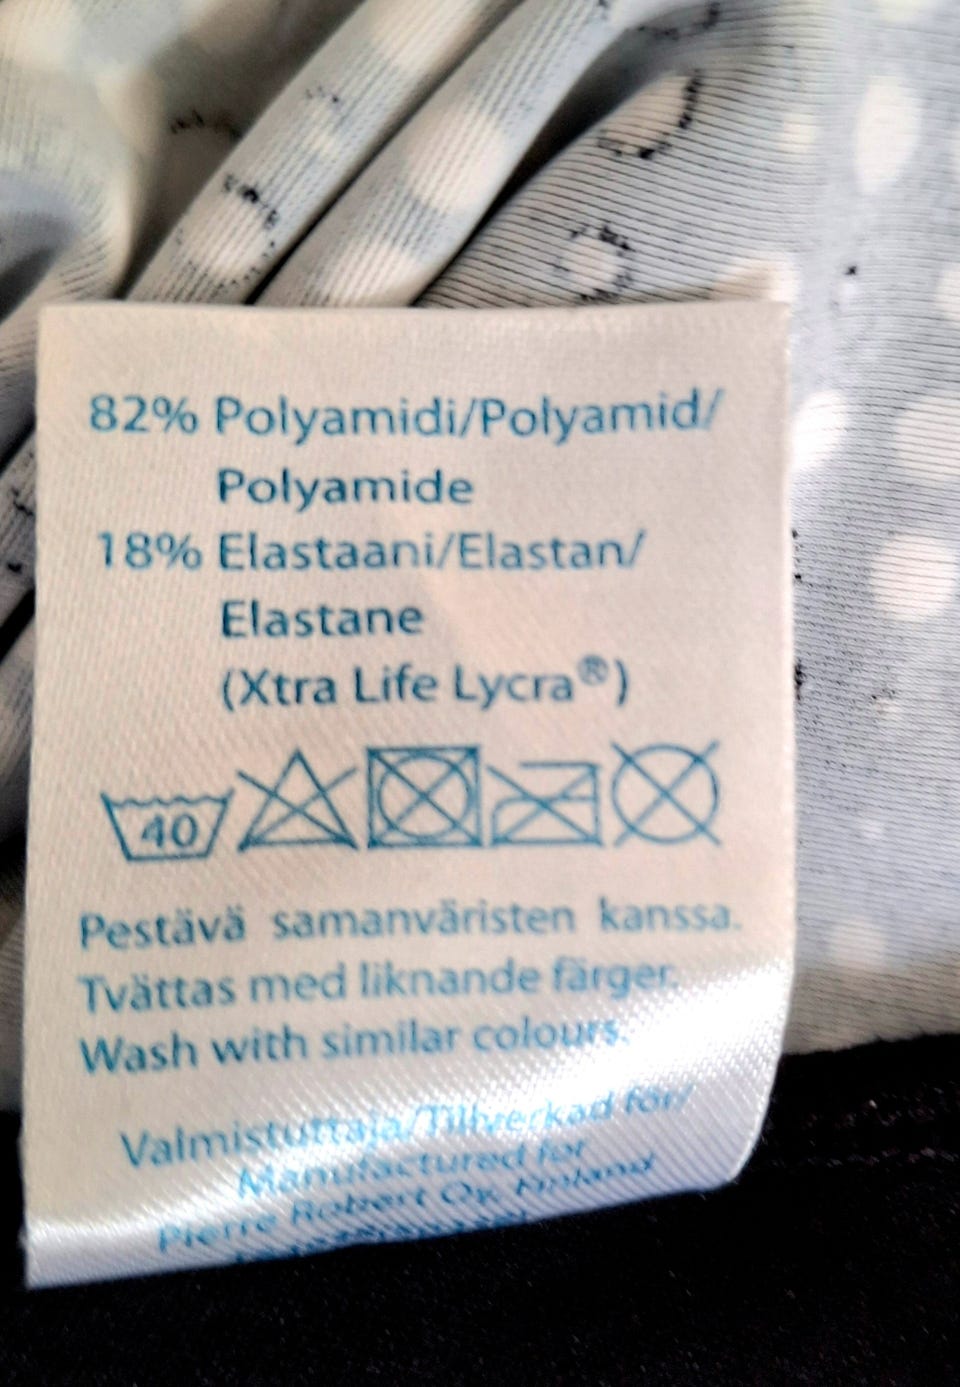 82% Polyamidi/Polyamid/
Polyamide
18% Elastaani/Elastan/
Elastane
(Xtra Life Lycra®)
40
Pestävä samanväristen kanssa.
Tvättas med liknande färger.
Wash with similar colours.
Valmistuttaja/Tillverkad för/
Manufactured for
Pierre Robert Oy, Finland